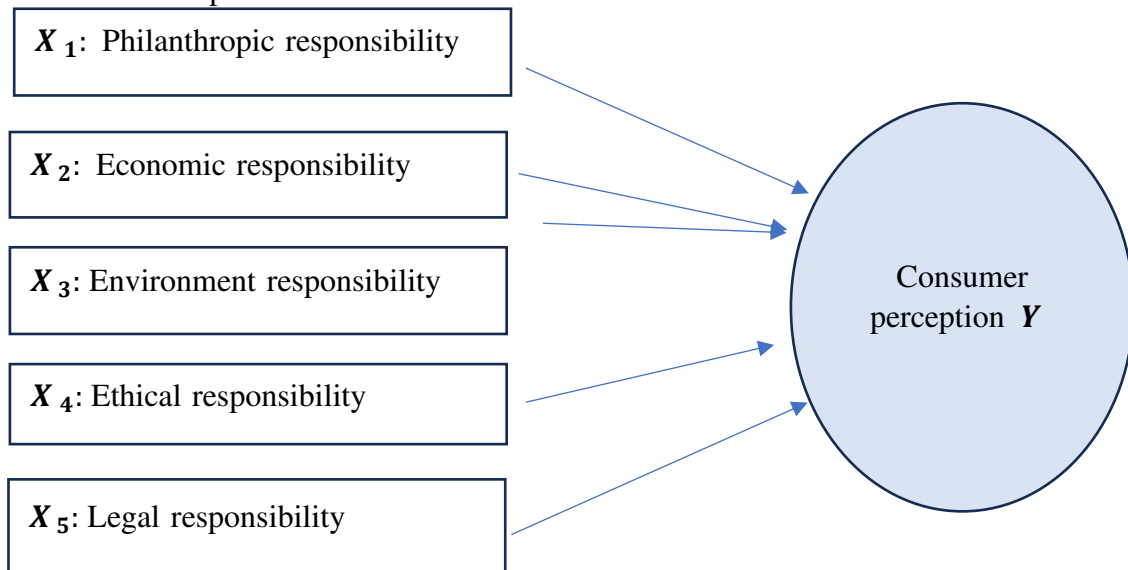 X 1: Philanthropic responsibility
X 2: Economic responsibility
X 3: Environment responsibility
X 4: Ethical responsibility
X 5: Legal responsibility
Consumer
perception Y